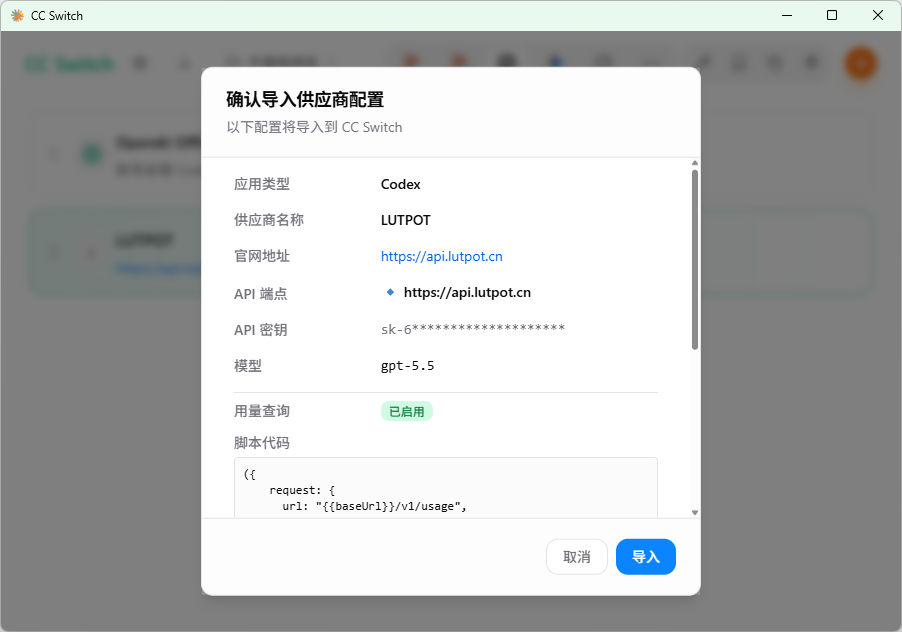 CC Switch
CC Switch
确认导入供应商配置
以下配置将导入到 CC Switch
LUTPOT
应用类型 Codex
供应商名称 LUTPOT
官网地址 https://api.lutpot.cn
API 端点 https://api.lutpot.cn
API 密钥 sk-6********************
模型 gpt-5.5
用量查询 已启用
脚本代码
({
request: {
url: "{{baseUrl}}/v1/usage",
取消 导入